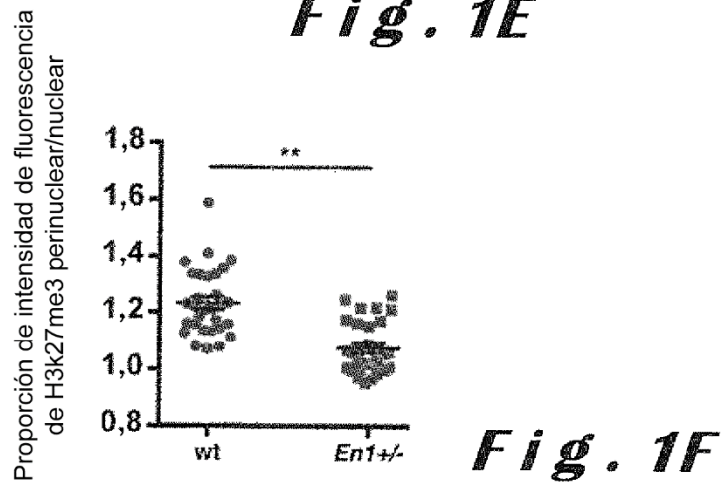 Fig. 1E
Proporción de intensidad de fluorescencia
de H3k27me3 perinuclear/nuclear
1,8
**
1,6
1,4
1,2
1,0
0,8
wt
En1+/-
Fig. 1F